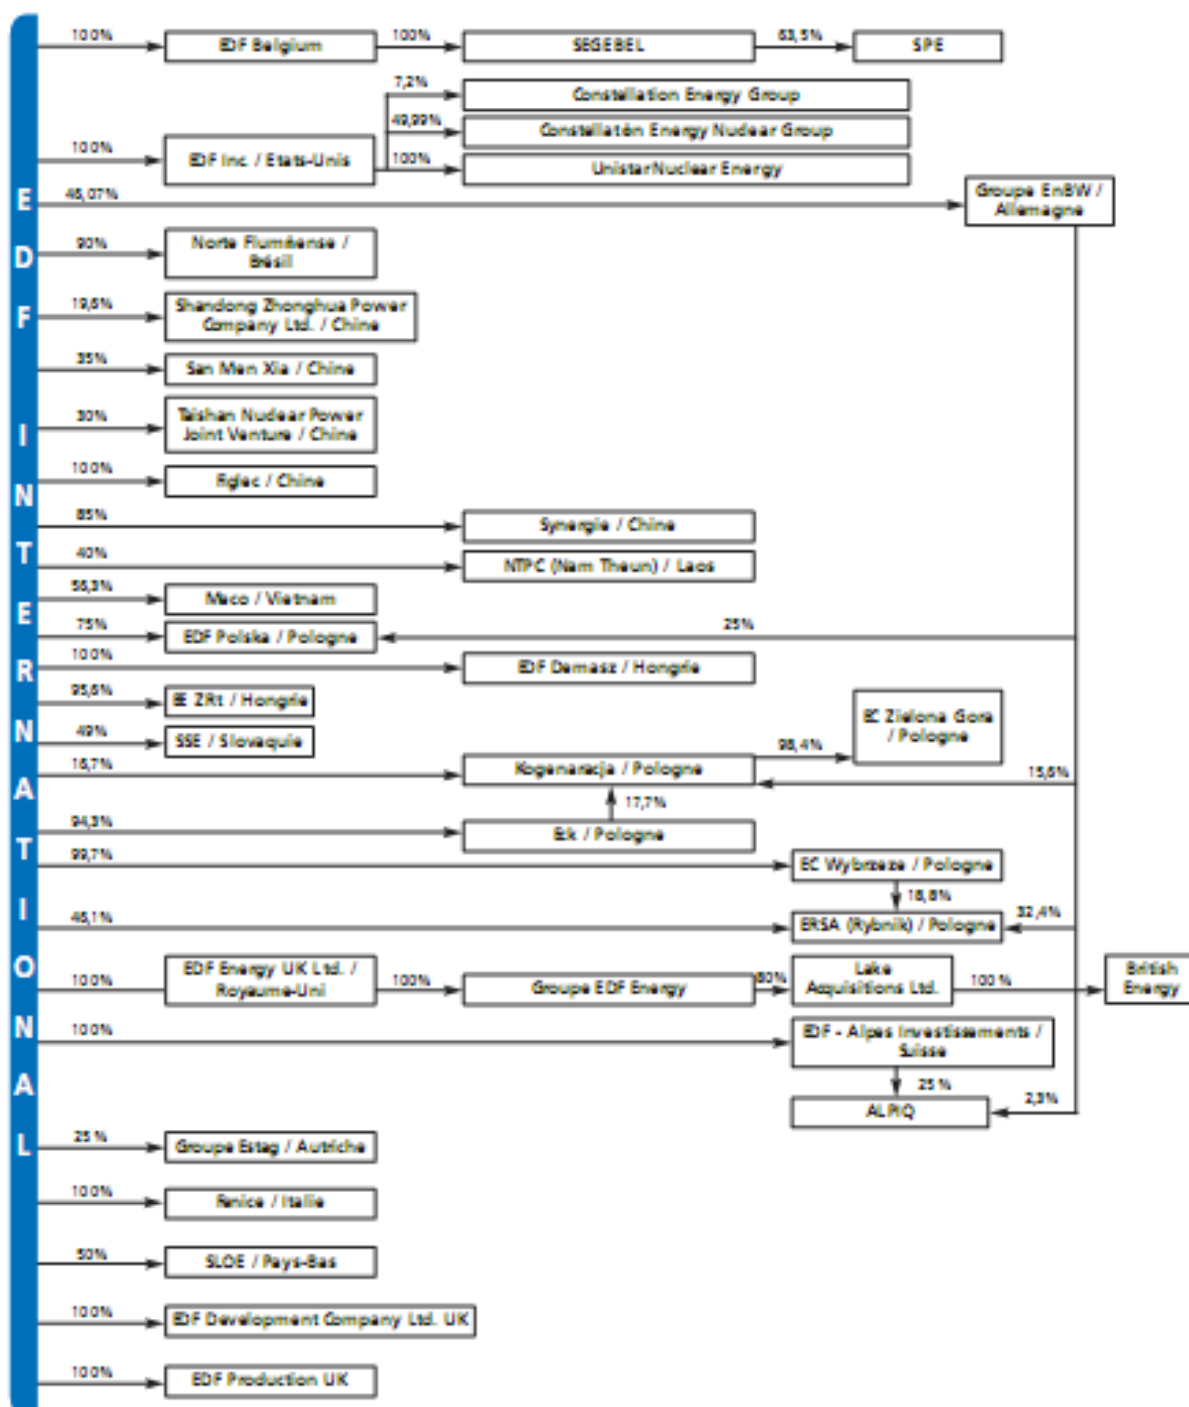 EDF INTERNATIONAL
100%
EDF Belgium
100%
SEGEBEL
63,5%
SPE
7,2%
Constellation Energy Group
49,99%
Constellation Energy Nuclear Group
100%
EDF Inc. / Etats-Unis
100%
Unistar Nuclear Energy
Groupe EnBW /
Allemagne
90%
Norte Fluminense /
Brésil
19,6%
Shandong Zhonghua Power
Company Ltd. / Chine
35%
San Men Xia / Chine
30%
Taishan Nuclear Power
Joint Venture / Chine
100%
Figlec / Chine
85%
Synergie / Chine
40%
NTPC (Nam Theun) / Laos
Meco / Vietnam
75%
EDF Polska / Pologne
25%
100%
EDF Demasz / Hongrie
95,6%
BE ZRt / Hongrie
49%
SSE / Slovaquie
EC Zielona Gora
/ Pologne
98,4%
16,7%
Kogeneracja / Pologne
15,6%
17,7%
94,3%
Eck / Pologne
99,7%
EC Wybrzeze / Pologne
18,8%
ERSA (Rybnik) / Pologne
32,4%
100%
EDF Energy UK Ltd. /
Royaume-Uni
100%
Groupe EDF Energy
80%
Lake
Acquisitions Ltd.
100 %
British
Energy
100%
EDF - Alpes Investissements /
Suisse
25 %
ALPIQ
2,3%
25 %
Groupe Estag / Autriche
100%
Fenice / Italie
50%
SLOE / Pays-Bas
100%
EDF Development Company Ltd. UK
100%
EDF Production UK